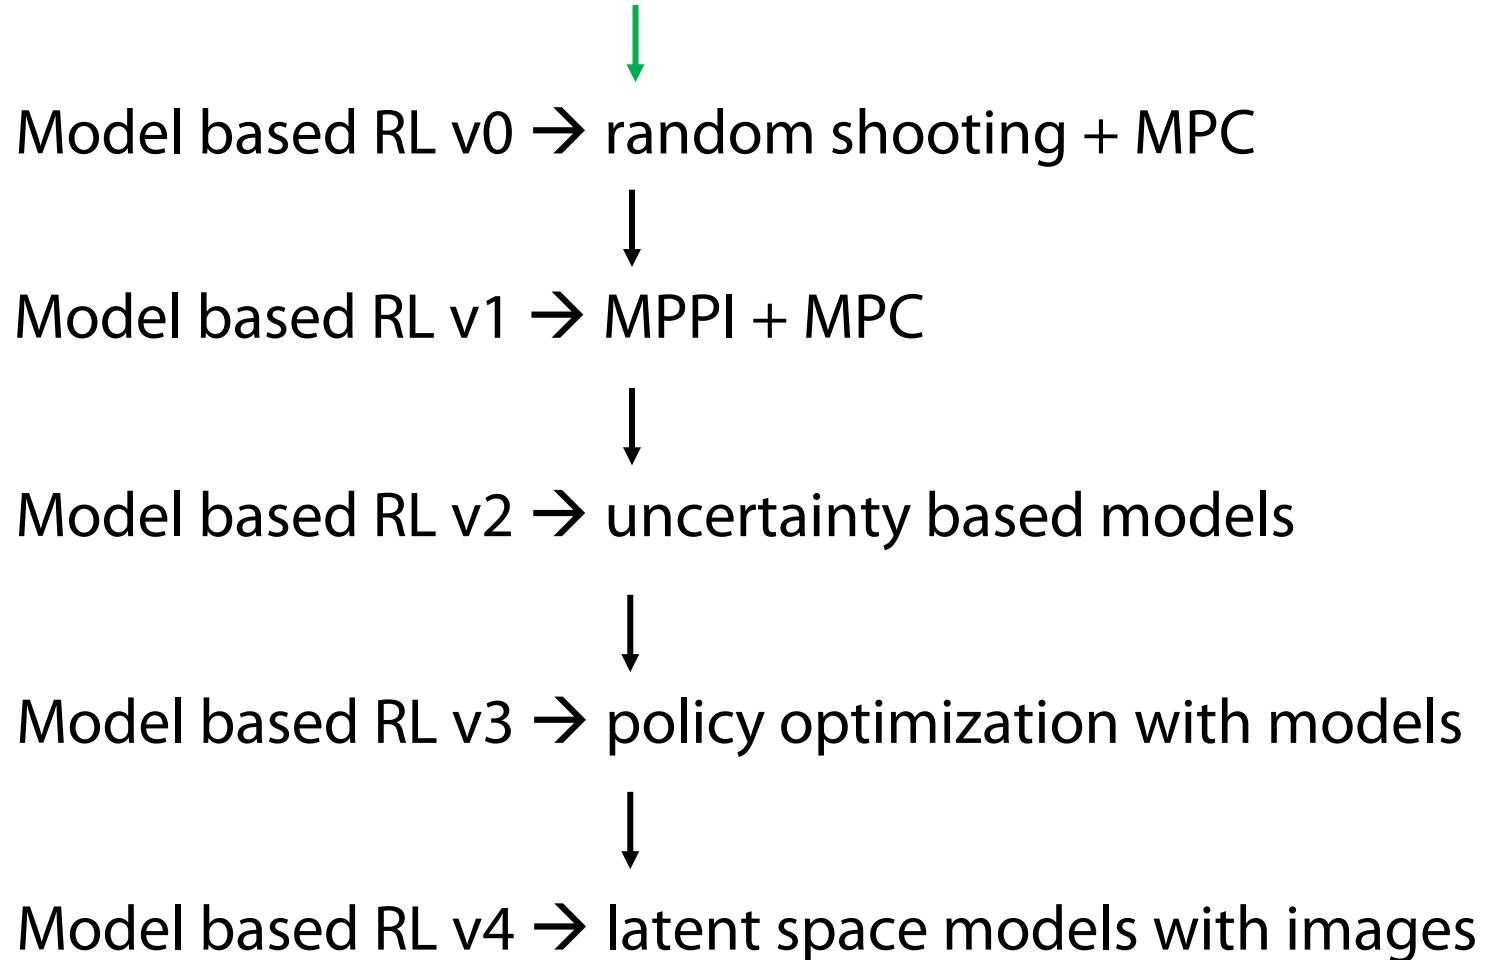 Model based RL v0 → random shooting + MPC
Model based RL v1 → MPPI + MPC
Model based RL v2 → uncertainty based models
Model based RL v3 → policy optimization with models
Model based RL v4 → latent space models with images